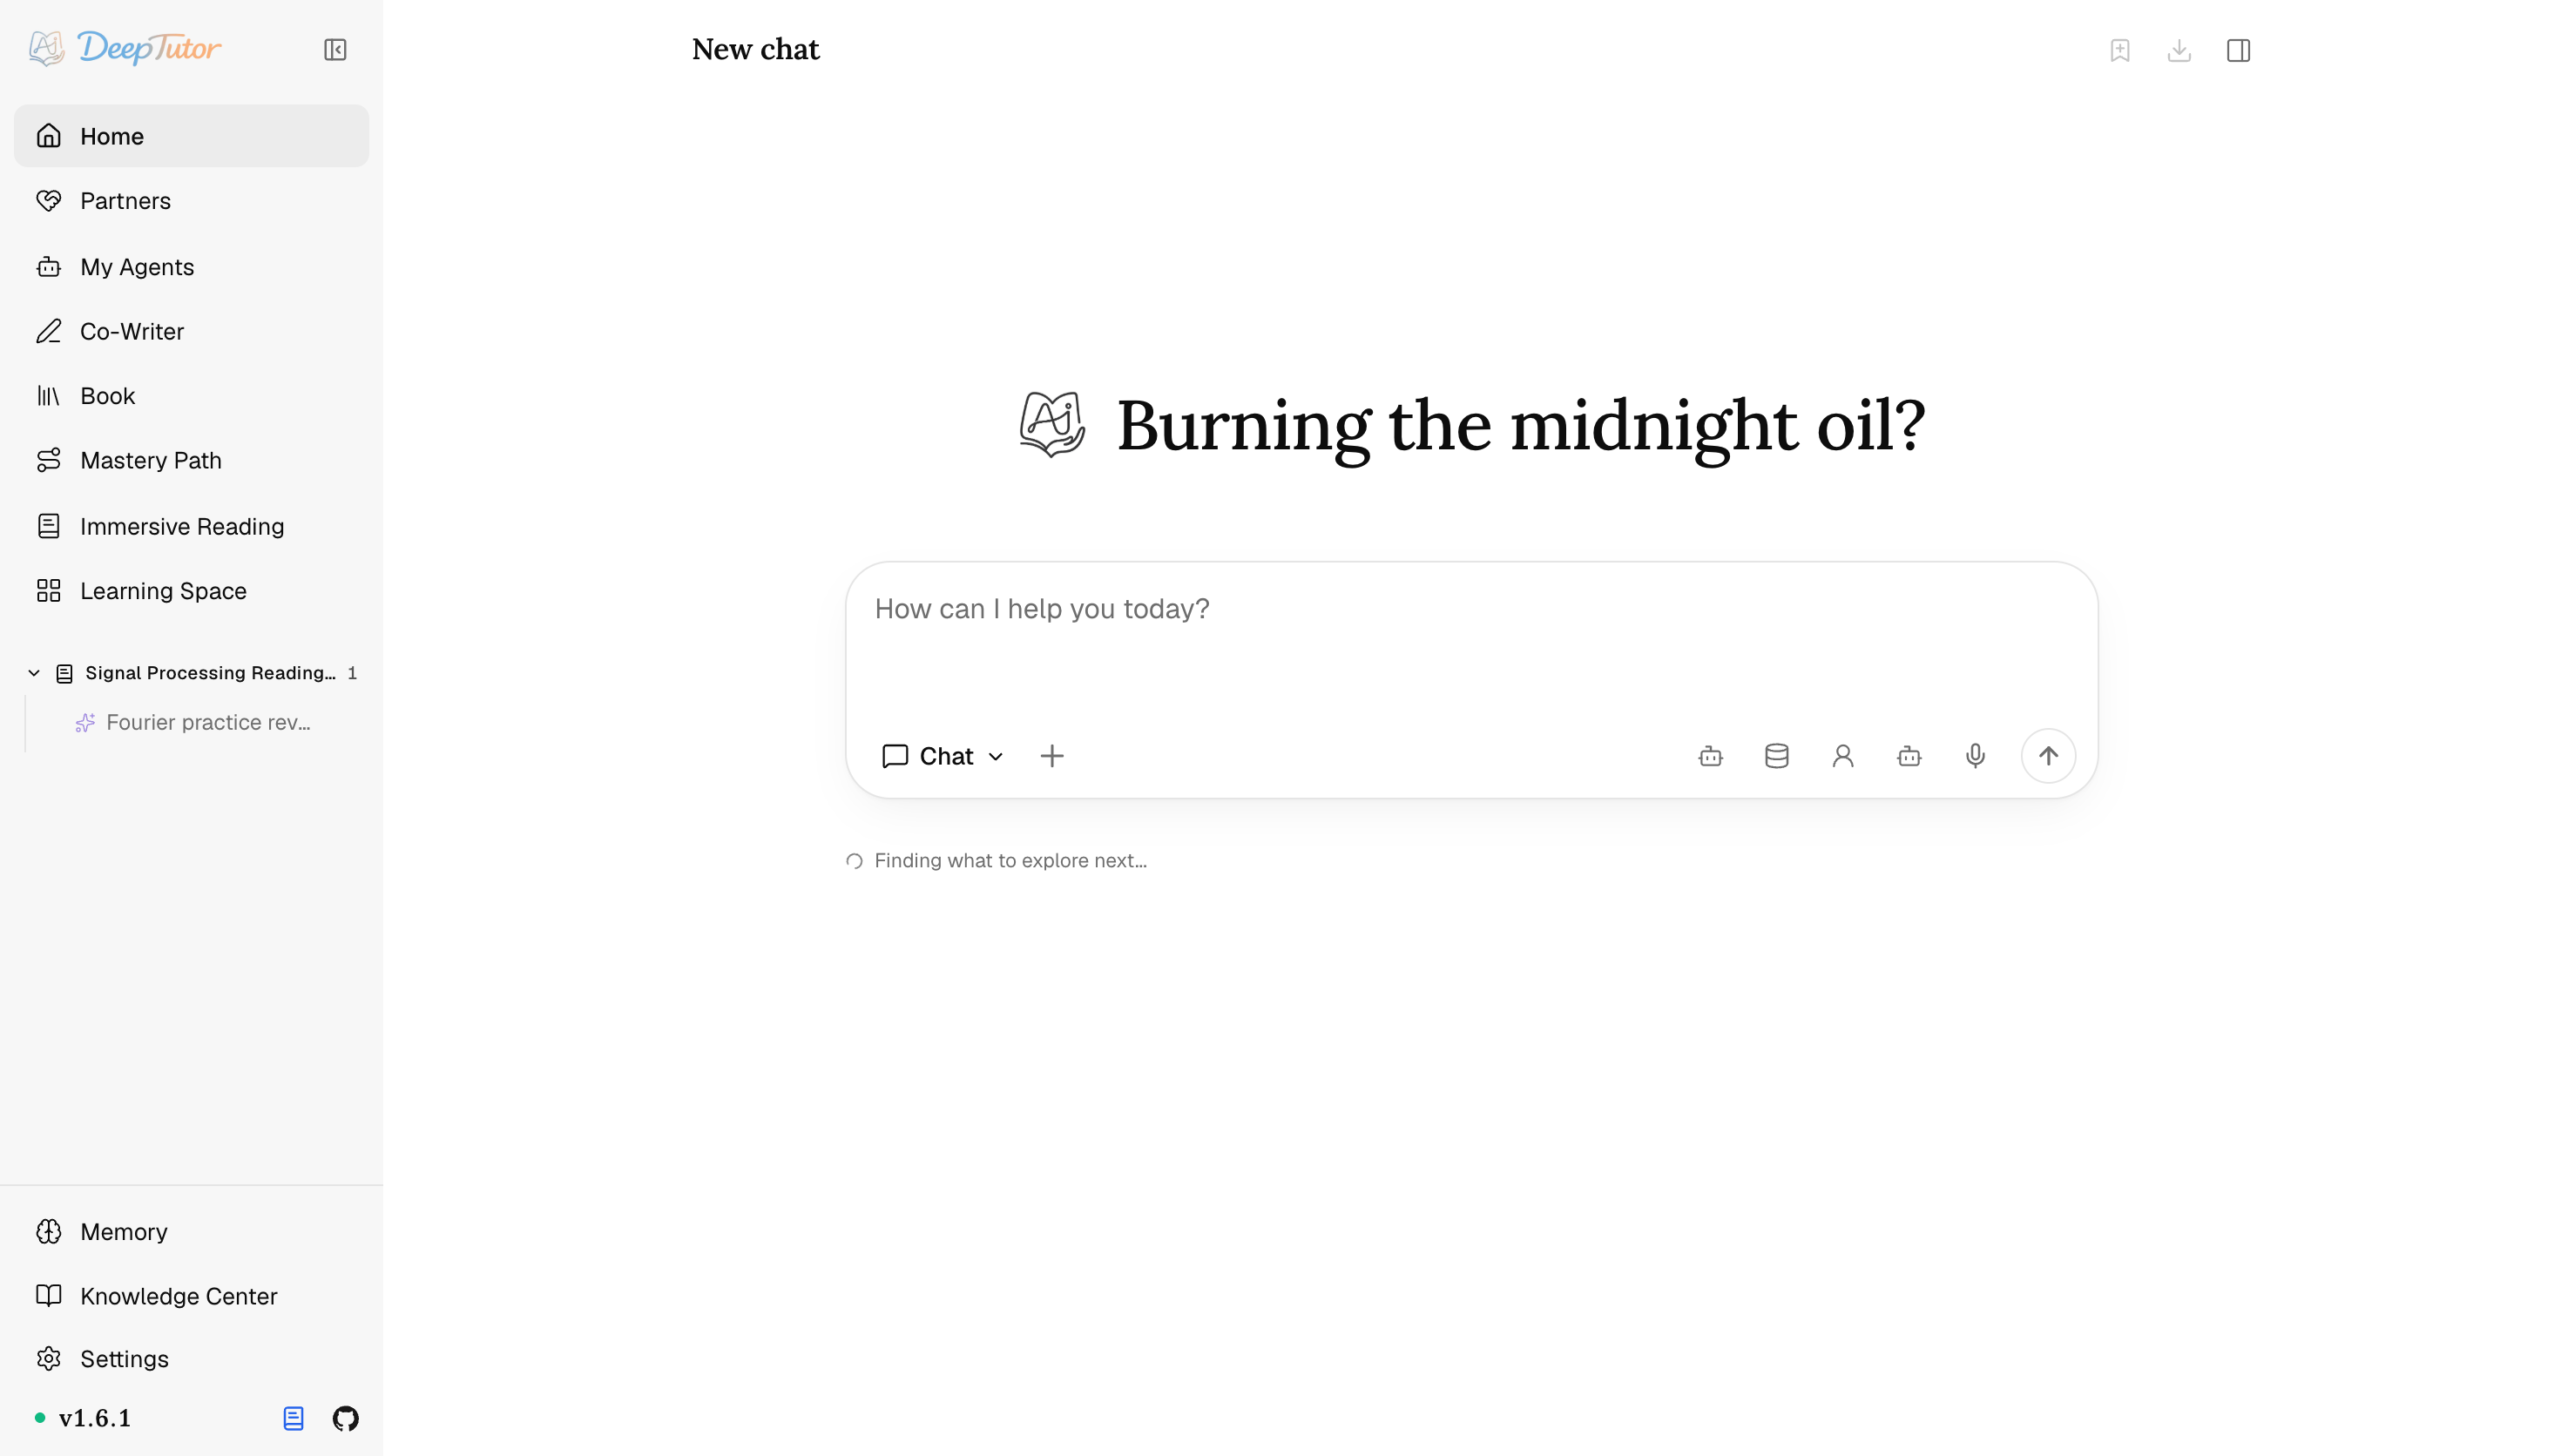 DeepTutor
Home
Partners
My Agents
Co-Writer
Book
Mastery Path
Immersive Reading
Learning Space
Signal Processing Reading... 1
Fourier practice rev...
Memory
Knowledge Center
Settings
v1.6.1
New chat
Ai Burning the midnight oil?
How can I help you today?
Chat
Finding what to explore next...